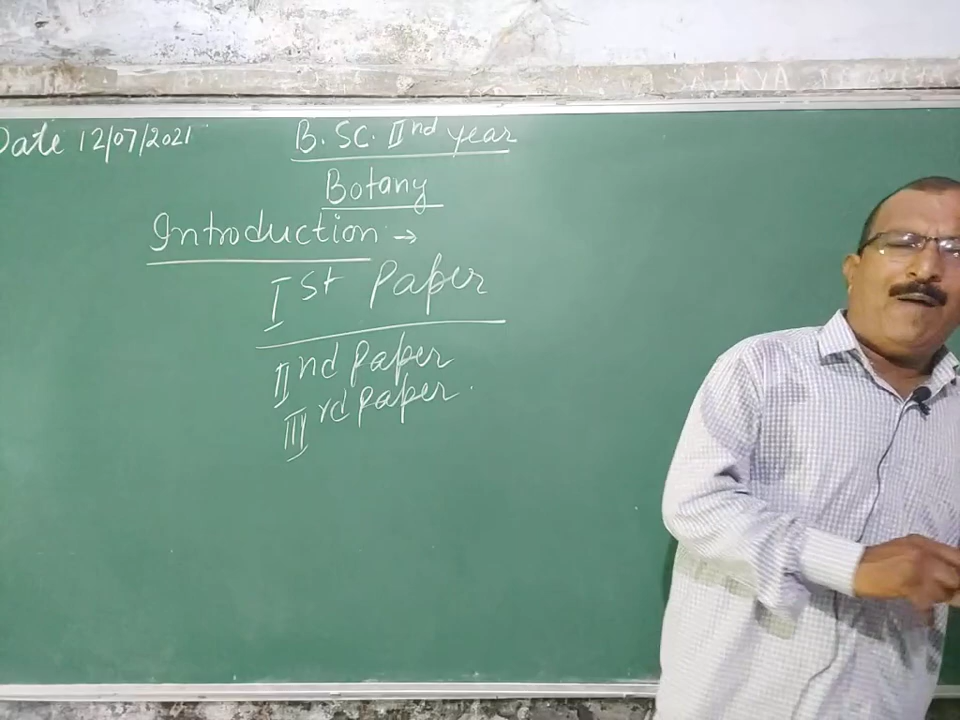 Date 12/07/2021
B.SC. IInd year
Botany
Introduction →
Ist Paper
IInd Paper
IIIrd Paper.